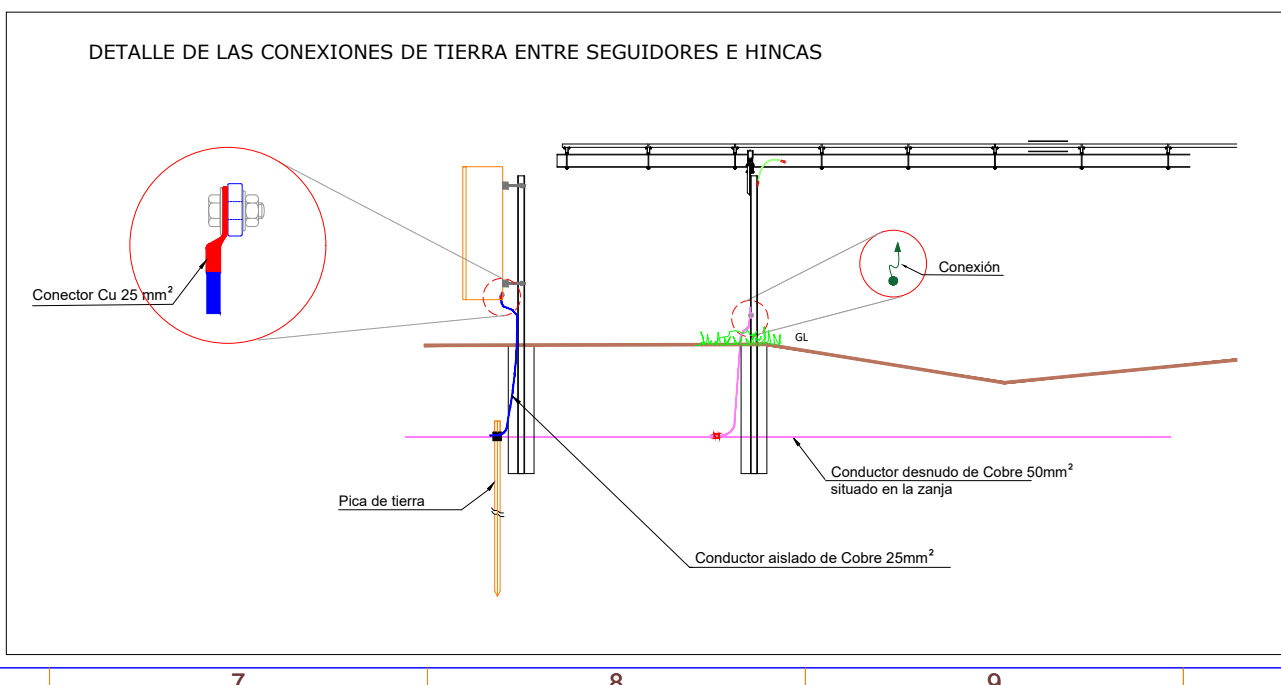 DETALLE DE LAS CONEXIONES DE TIERRA ENTRE SEGUIDORES E HINCAS
Conector Cu 25 mm²
Conexión
GL
Pica de tierra
Conductor desnudo de Cobre 50mm²
situado en la zanja
Conductor aislado de Cobre 25mm²
7
8
9